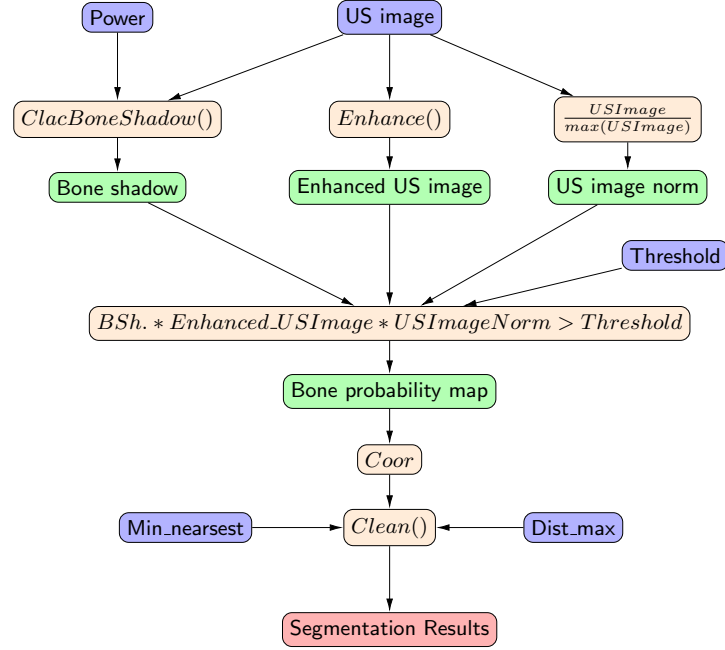 Power
US image
ClacBoneShadow()
Enhance()
USImage
max(USImage)
Bone shadow
Enhanced US image
US image norm
Threshold
BSh. ∗ Enhanced_USImage ∗ USImageNorm > Threshold
Bone probability map
Coor
Min_nearsest
Clean()
Dist_max
Segmentation Results